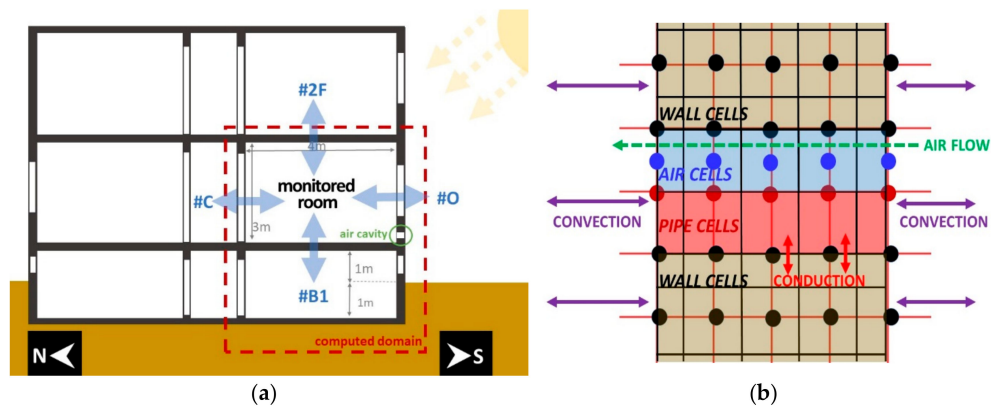 #2F
4m
monitored
room
#C
#O
3m
air cavity
1m
#B1
1m
computed domain
N
S
(a)
WALL CELLS
AIR FLOW
AIR CELLS
CONVECTION
PIPE CELLS
CONVECTION
WALL CELLS
CONDUCTION
(b)